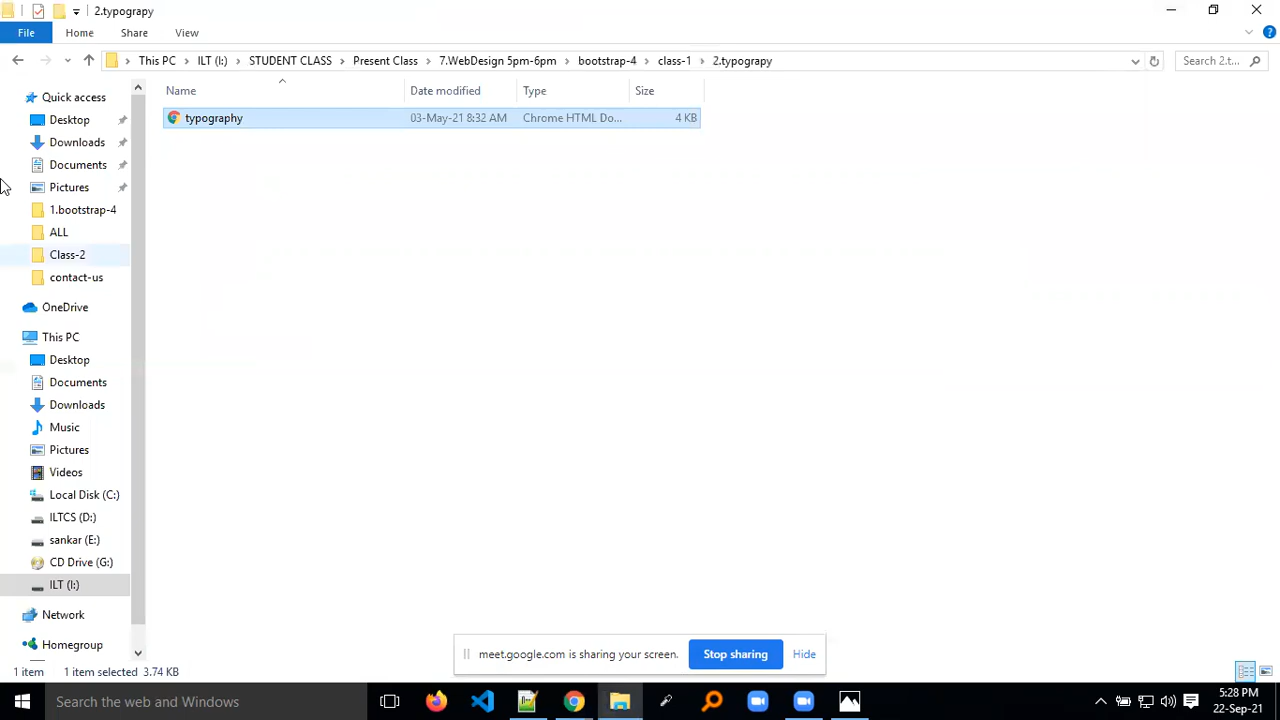 2.typograpy
File Home Share View
This PC ILT (I:) STUDENT CLASS Present Class 7.WebDesign 5pm-6pm bootstrap-4 class-1 2.typograpy Search 2.t...
Name Date modified Type Size
typography 03-May-21 8:32 AM Chrome HTML Do... 4 KB
Quick access
Desktop
Downloads
Documents
Pictures
1.bootstrap-4
ALL
Class-2
contact-us
OneDrive
This PC
Desktop
Documents
Downloads
Music
Pictures
Videos
Local Disk (C:)
ILTCS (D:)
sankar (E:)
CD Drive (G:)
ILT (I:)
Network
Homegroup
meet.google.com is sharing your screen. Stop sharing Hide
1 item 1 item selected 3.74 KB
Search the web and Windows
5:28 PM
22-Sep-21